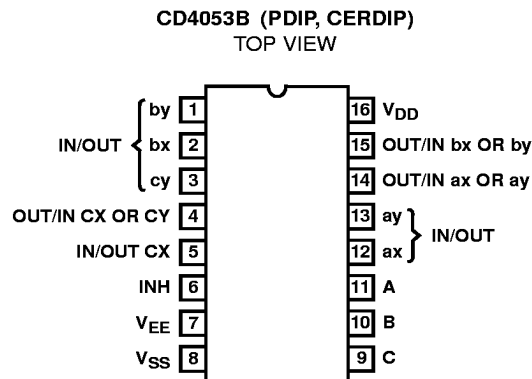 CD4053B (PDIP, CERDIP)
TOP VIEW
by 1
bx 2
IN/OUT
cy 3
OUT/IN CX OR CY 4
IN/OUT CX 5
INH 6
VEE 7
VSS 8
16 VDD
15 OUT/IN bx OR by
14 OUT/IN ax OR ay
13 ay
IN/OUT
12 ax
11 A
10 B
9 C